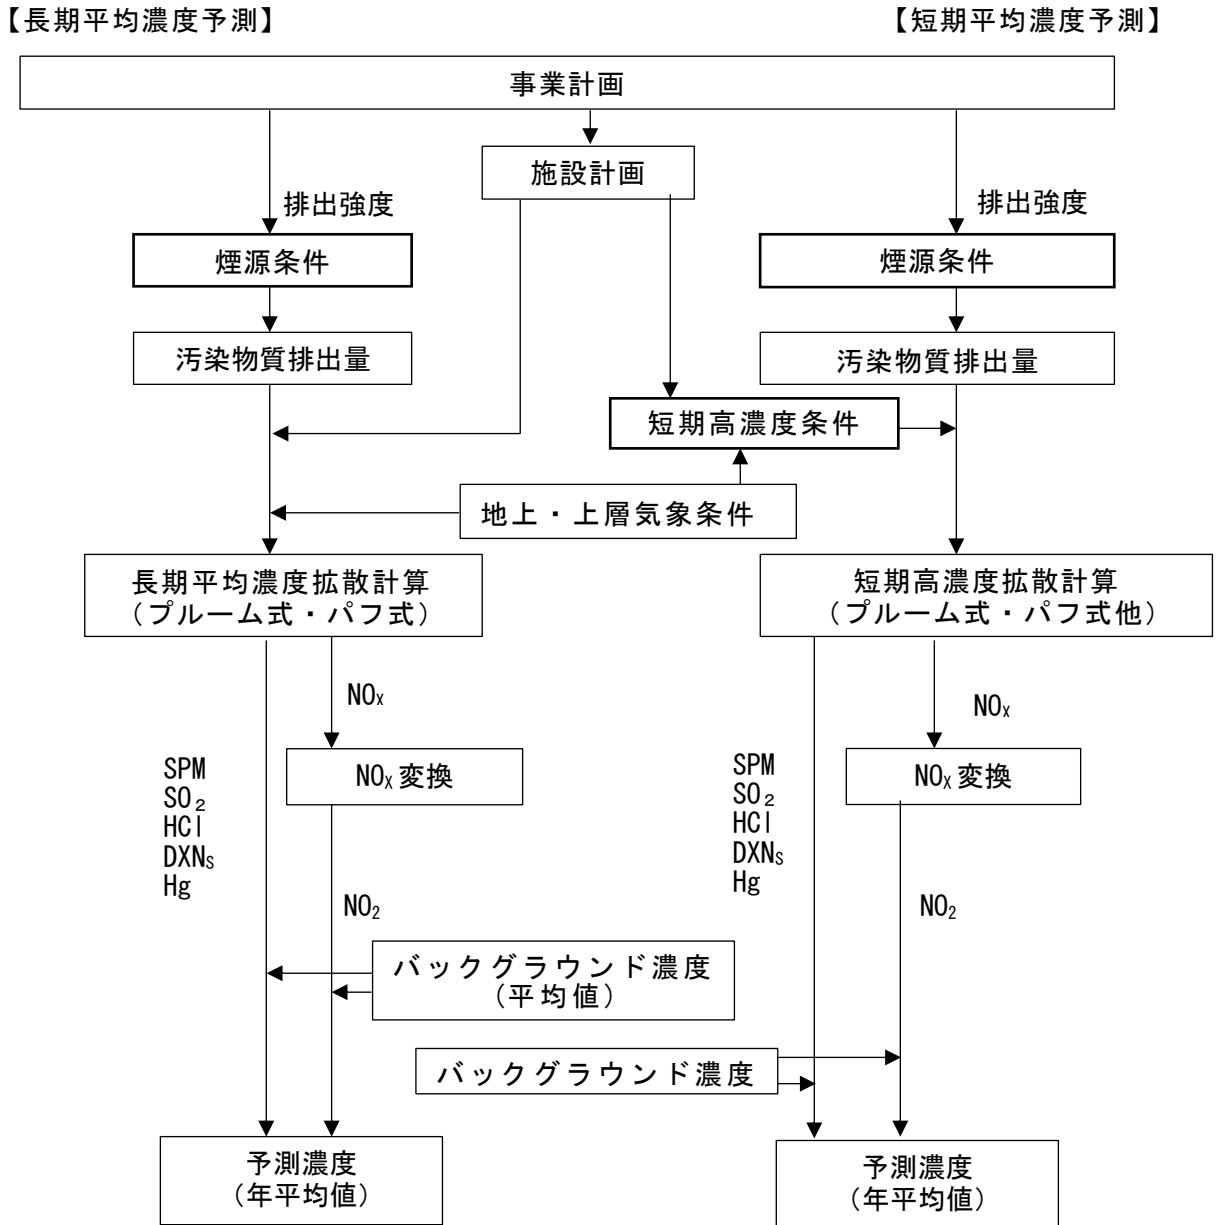 【長期平均濃度予測】
【短期平均濃度予測】
事業計画
施設計画
排出強度
排出強度
煙源条件
煙源条件
汚染物質排出量
汚染物質排出量
短期高濃度条件
地上・上層気象条件
長期平均濃度拡散計算
（プルーム式・パフ式）
短期高濃度拡散計算
（プルーム式・パフ式他）
NOx
NOx
SPM
SO₂
HCl
DXNs
Hg
NOx変換
SPM
SO₂
HCl
DXNs
Hg
NOx変換
NO₂
NO₂
バックグラウンド濃度
（平均値）
バックグラウンド濃度
予測濃度
（年平均値）
予測濃度
（年平均値）